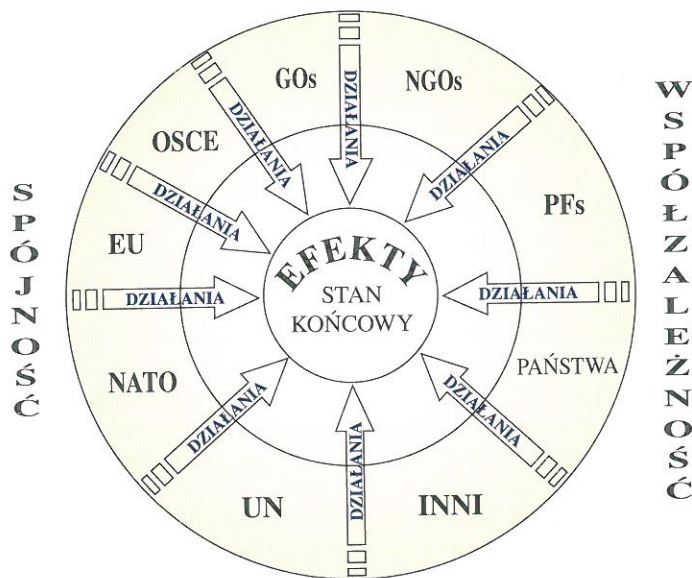 SPÓJNOŚĆ
GOs
DZIAŁANIA
NGOs
DZIAŁANIA
OSCE
DZIAŁANIA
DZIAŁANIA
PFs
EU
EFEKTY
STAN
KOŃCOWY
DZIAŁANIA
DZIAŁANIA
NATO
PAŃSTWA
DZIAŁANIA
DZIAŁANIA
DZIAŁANIA
UN
INNI
WSPÓŁZALEŻNOŚĆ